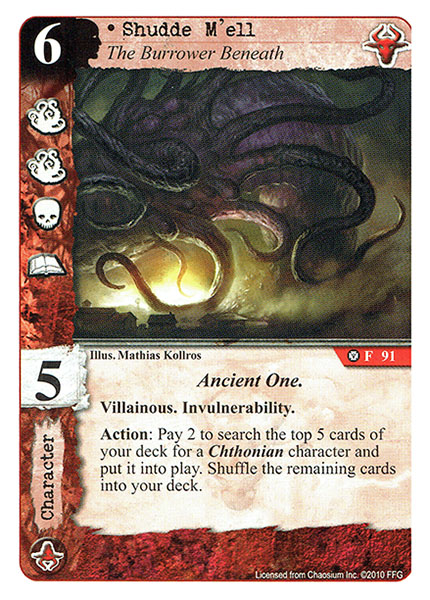 6
• Shudde M'ell
The Burrower Beneath
Illus. Mathias Kollros
F 91
5
Ancient One.
Villainous. Invulnerability.
Action: Pay 2 to search the top 5 cards of
your deck for a Chthonian character and
put it into play. Shuffle the remaining cards
into your deck.
Character
Licensed from Chaosium Inc. ©2010 FFG